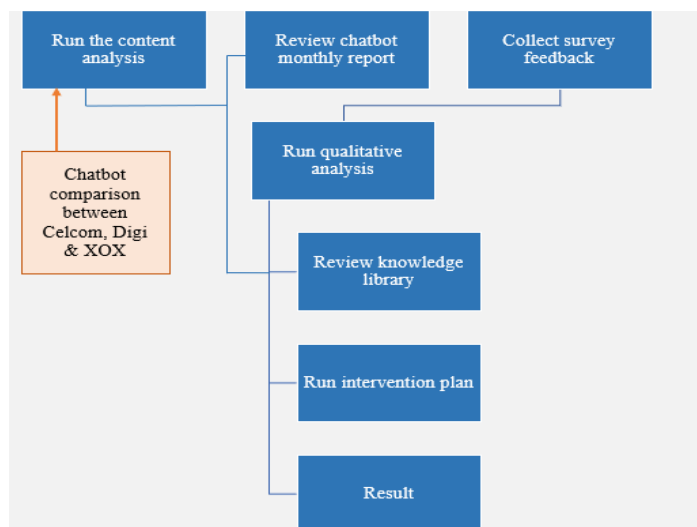 Run the content
analysis
Review chatbot
monthly report
Collect survey
feedback
Chatbot
comparison
between
Celcom, Digi
& XOX
Run qualitative
analysis
Review knowledge
library
Run intervention plan
Result